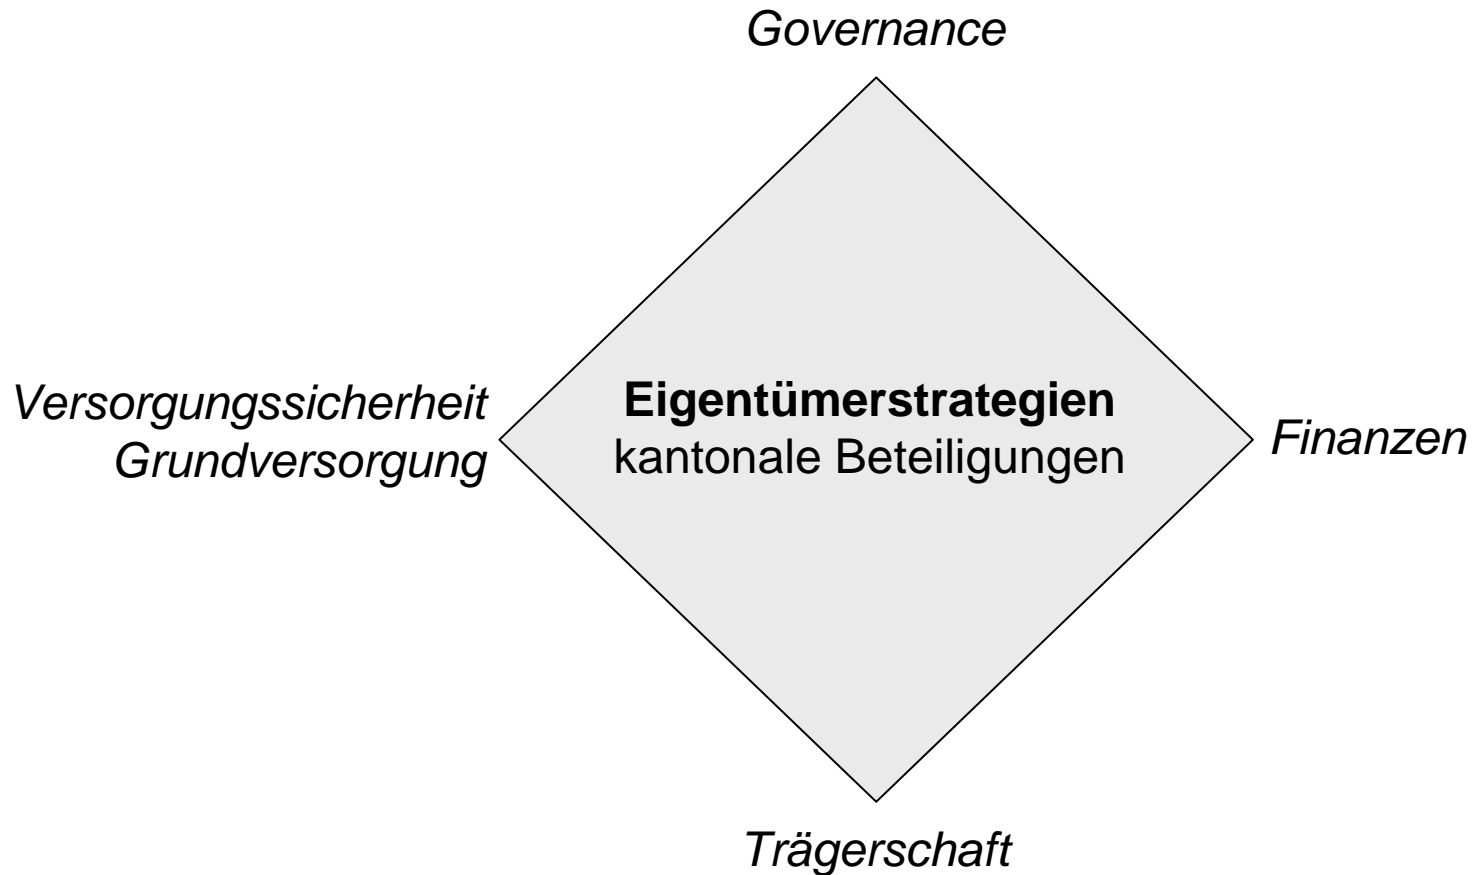 Governance
Versorgungssicherheit
Grundversorgung
Eigentümerstrategien
kantonale Beteiligungen
Finanzen
Trägerschaft